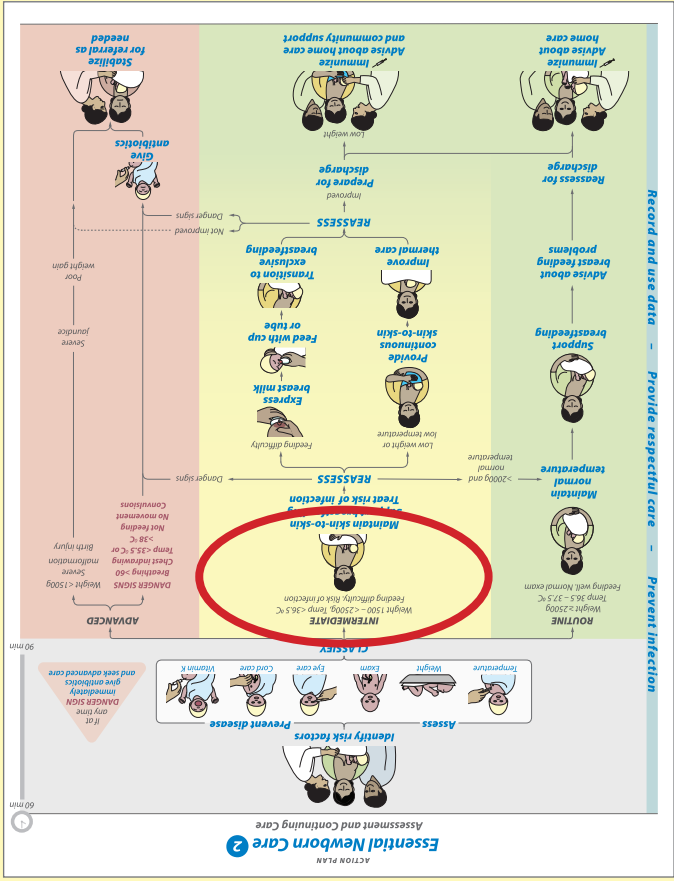 ACTION PLAN
Essential Newborn Care 2
Assessment and Continuing Care
60 min
Identify risk factors
Assess
Prevent disease
Temperature
Weight
Exam
Eye care
Cord care
Vitamin K
If at
any time
DANGER SIGN
immediately
give antibiotics
and seek advanced care
90 min
CLASSIFY
ROUTINE
Weight ≥ 2500g
Temp 36.5 – 37.5 °C
Feeding well. Normal exam
Maintain
normal
temperature
Support
breastfeeding
Advise about
breast feeding
problems
Reassess for
discharge
Immunize
Advise about
home care
INTERMEDIATE
Weight 1500 – <2500g, Temp <36.5 °C
Feeding difficulty. Risk of infection
Maintain skin-to-skin
Treat risk of infection
REASSESS
>2000g and
normal
temperature
Danger signs
Low weight or
low temperature
Provide
continuous
skin-to-skin
Improve
thermal care
Feeding difficulty
Express
breast milk
Feed with cup
or tube
Transition to
exclusive
breastfeeding
REASSESS
Not improved
Danger signs
Improved
Prepare for
discharge
Low weight
Immunize
Advise about home care
and community support
ADVANCED
DANGER SIGNS
Breathing >60
Chest indrawing
Temp <35.5 °C or
>38 °C
Not feeding
No movement
Convulsions
Weight <1500g
Severe
malformation
Birth injury
Severe
jaundice
Poor
weight gain
Give
antibiotics
Stabilize
for referral as
needed
Record and use data – Provide respectful care – Prevent infection